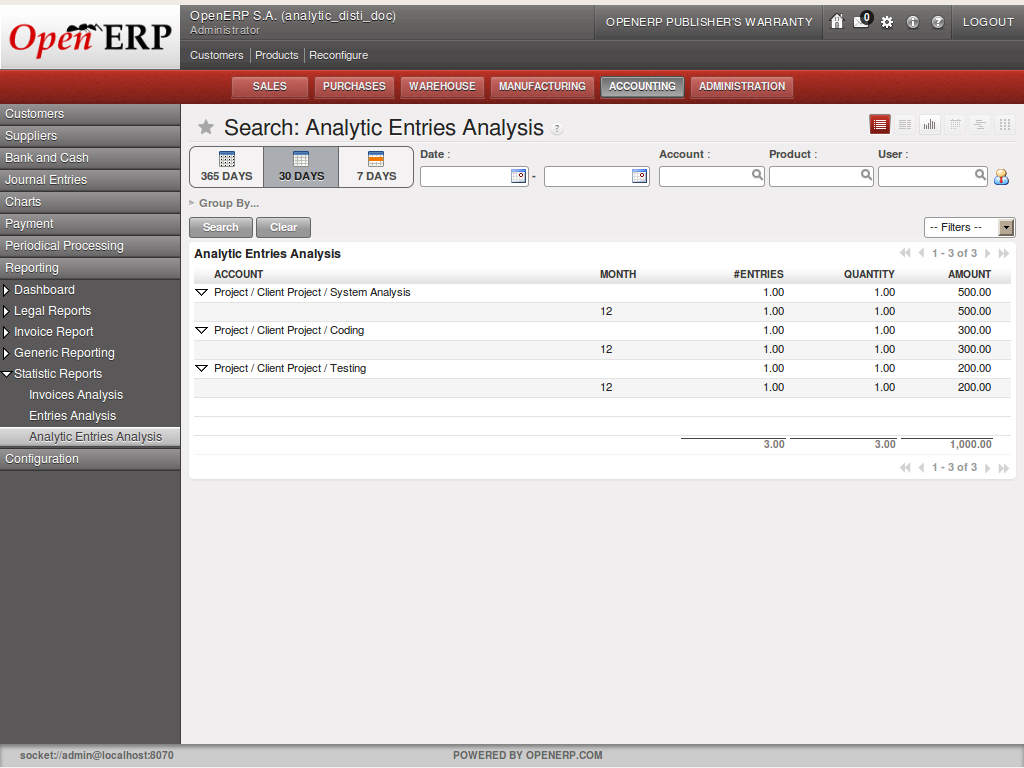 Open ERP
OpenERP S.A. (analytic_disti_doc)
Administrator
OPENERP PUBLISHER'S WARRANTY
0
LOGOUT
Customers Products Reconfigure
SALES PURCHASES WAREHOUSE MANUFACTURING ACCOUNTING ADMINISTRATION
Customers
Suppliers
Bank and Cash
Journal Entries
Charts
Payment
Periodical Processing
Reporting
Dashboard
Legal Reports
Invoice Report
Generic Reporting
Statistic Reports
Invoices Analysis
Entries Analysis
Analytic Entries Analysis
Configuration
Search: Analytic Entries Analysis ?
365 DAYS 30 DAYS 7 DAYS
Date : - Account : Product : User :
Group By...
Search Clear -- Filters --
Analytic Entries Analysis 1 - 3 of 3
ACCOUNT MONTH #ENTRIES QUANTITY AMOUNT
Project / Client Project / System Analysis 1.00 1.00 500.00
12 1.00 1.00 500.00
Project / Client Project / Coding 1.00 1.00 300.00
12 1.00 1.00 300.00
Project / Client Project / Testing 1.00 1.00 200.00
12 1.00 1.00 200.00
3.00 3.00 1,000.00
1 - 3 of 3
socket://admin@localhost:8070 POWERED BY OPENERP.COM